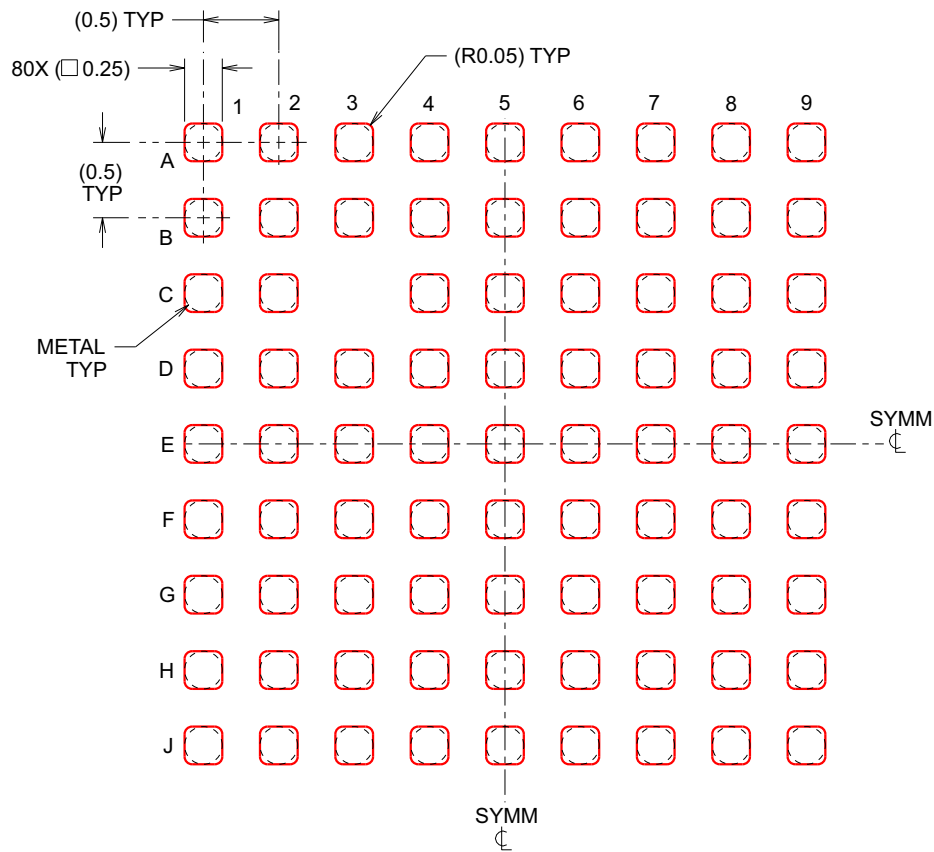 (0.5) TYP
(R0.05) TYP
80X (□ 0.25)
1 2 3 4 5 6 7 8 9
A
(0.5)
TYP
B
C
METAL
TYP
D
SYMM
℄
E
F
G
H
J
SYMM
℄